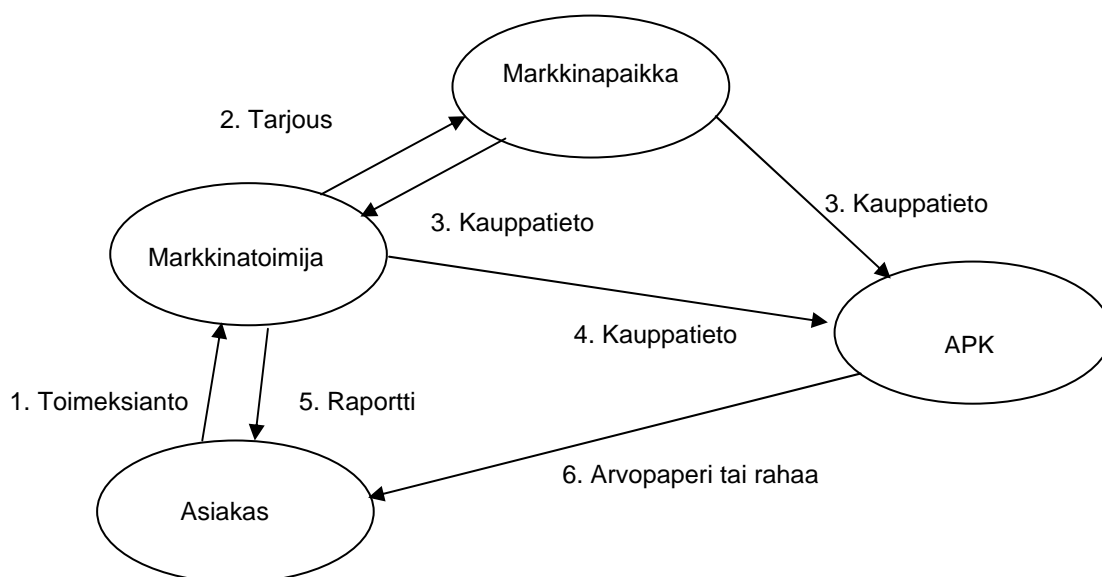 Markkinapaikka
2. Tarjous
3. Kauppatieto
3. Kauppatieto
Markkinatoimija
4. Kauppatieto
APK
1. Toimeksianto
5. Raportti
6. Arvopaperi tai rahaa
Asiakas